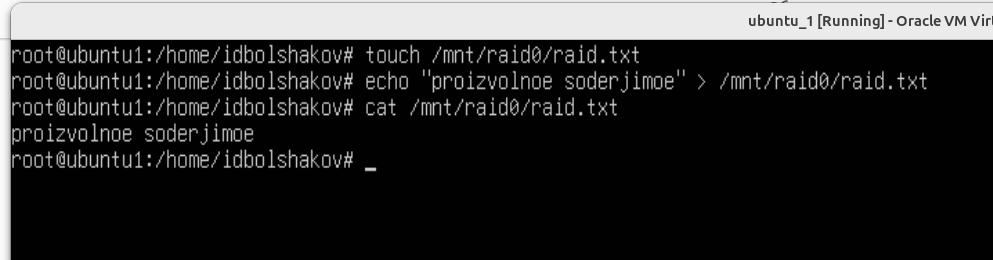 ubuntu_1 [Running] - Oracle VM Virt
root@ubuntu1:/home/idbolshakov# touch /mnt/raid0/raid.txt
root@ubuntu1:/home/idbolshakov# echo "proizvolnoe soderjimoe" > /mnt/raid0/raid.txt
root@ubuntu1:/home/idbolshakov# cat /mnt/raid0/raid.txt
proizvolnoe soderjimoe
root@ubuntu1:/home/idbolshakov# _